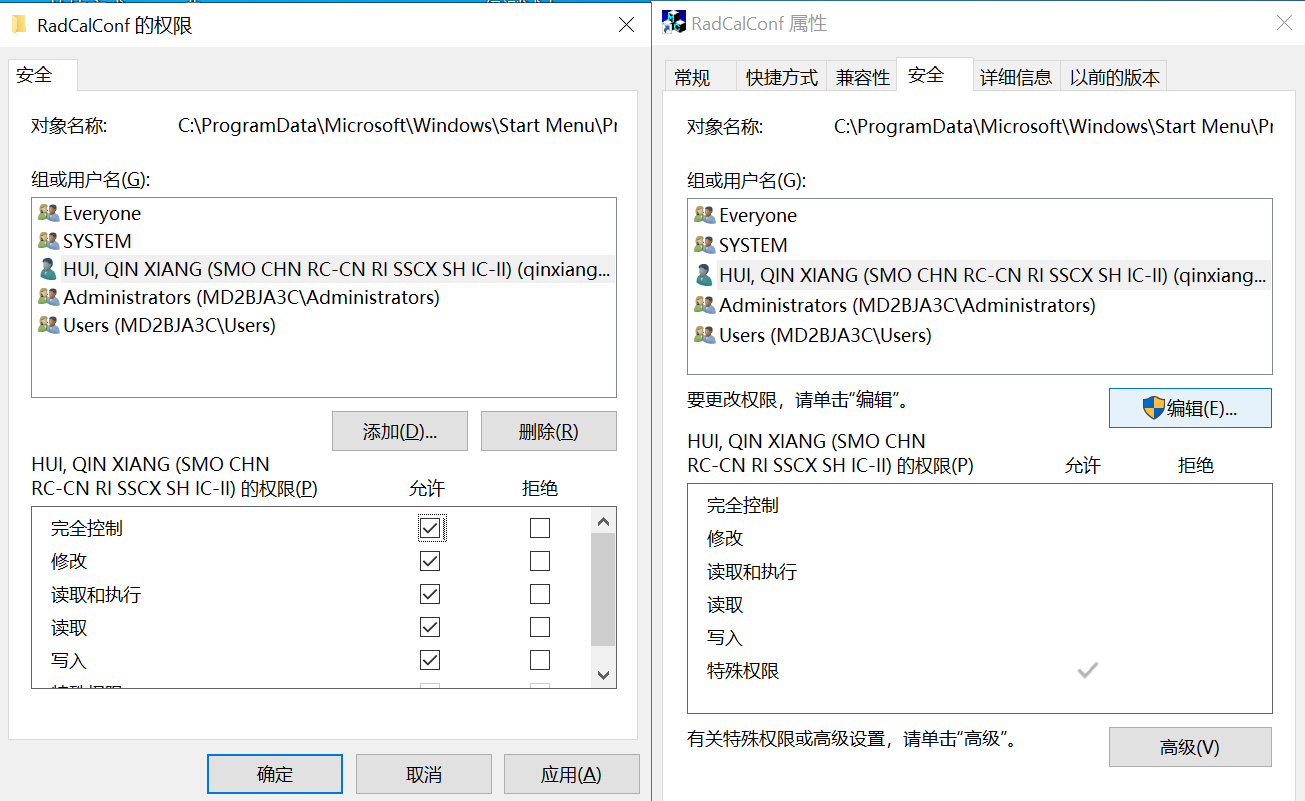 RadCalConf 的权限
安全
对象名称:
C:\ProgramData\Microsoft\Windows\Start Menu\Pr
组或用户名(G):
Everyone
SYSTEM
HUI, QIN XIANG (SMO CHN RC-CN RI SSCX SH IC-II) (qinxiang...
Administrators (MD2BJA3C\Administrators)
Users (MD2BJA3C\Users)
添加(D)...
删除(R)
HUI, QIN XIANG (SMO CHN
RC-CN RI SSCX SH IC-II) 的权限(P)
允许
拒绝
完全控制
修改
读取和执行
读取
写入
确定
取消
应用(A)
RadCalConf 属性
常规
快捷方式
兼容性
安全
详细信息
以前的版本
对象名称:
C:\ProgramData\Microsoft\Windows\Start Menu\Pr
组或用户名(G):
Everyone
SYSTEM
HUI, QIN XIANG (SMO CHN RC-CN RI SSCX SH IC-II) (qinxiang...
Administrators (MD2BJA3C\Administrators)
Users (MD2BJA3C\Users)
要更改权限，请单击“编辑”。
编辑(E)...
HUI, QIN XIANG (SMO CHN
RC-CN RI SSCX SH IC-II) 的权限(P)
允许
拒绝
完全控制
修改
读取和执行
读取
写入
特殊权限
有关特殊权限或高级设置，请单击“高级”。
高级(V)